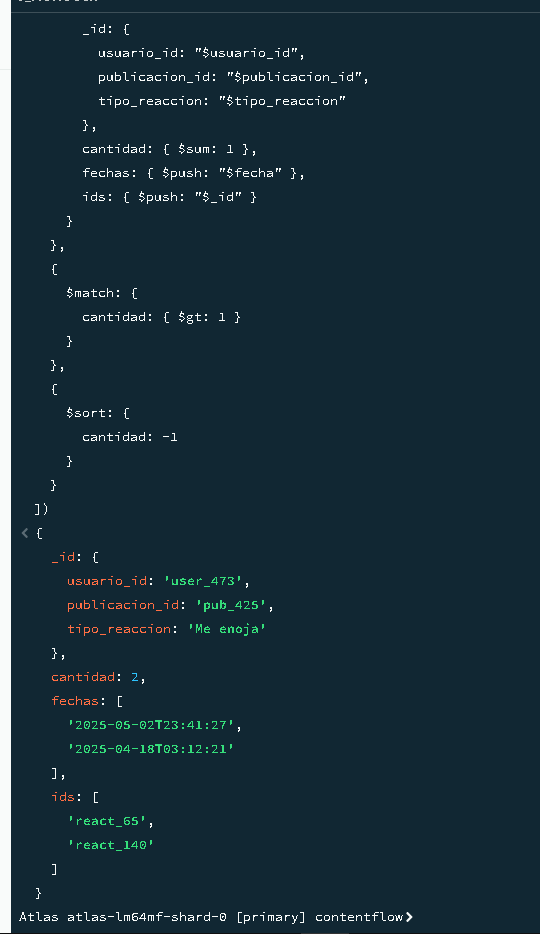 _id: {
usuario_id: "$usuario_id",
publicacion_id: "$publicacion_id",
tipo_reaccion: "$tipo_reaccion"
},
cantidad: { $sum: 1 },
fechas: { $push: "$fecha" },
ids: { $push: "$_id" }
}
},
{
$match: {
cantidad: { $gt: 1 }
}
},
{
$sort: {
cantidad: -1
}
}
])
< {
_id: {
usuario_id: 'user_473',
publicacion_id: 'pub_425',
tipo_reaccion: 'Me enoja'
},
cantidad: 2,
fechas: [
'2025-05-02T23:41:27',
'2025-04-18T03:12:21'
],
ids: [
'react_65',
'react_140'
]
}
Atlas atlas-lm64mf-shard-0 [primary] contentflow>